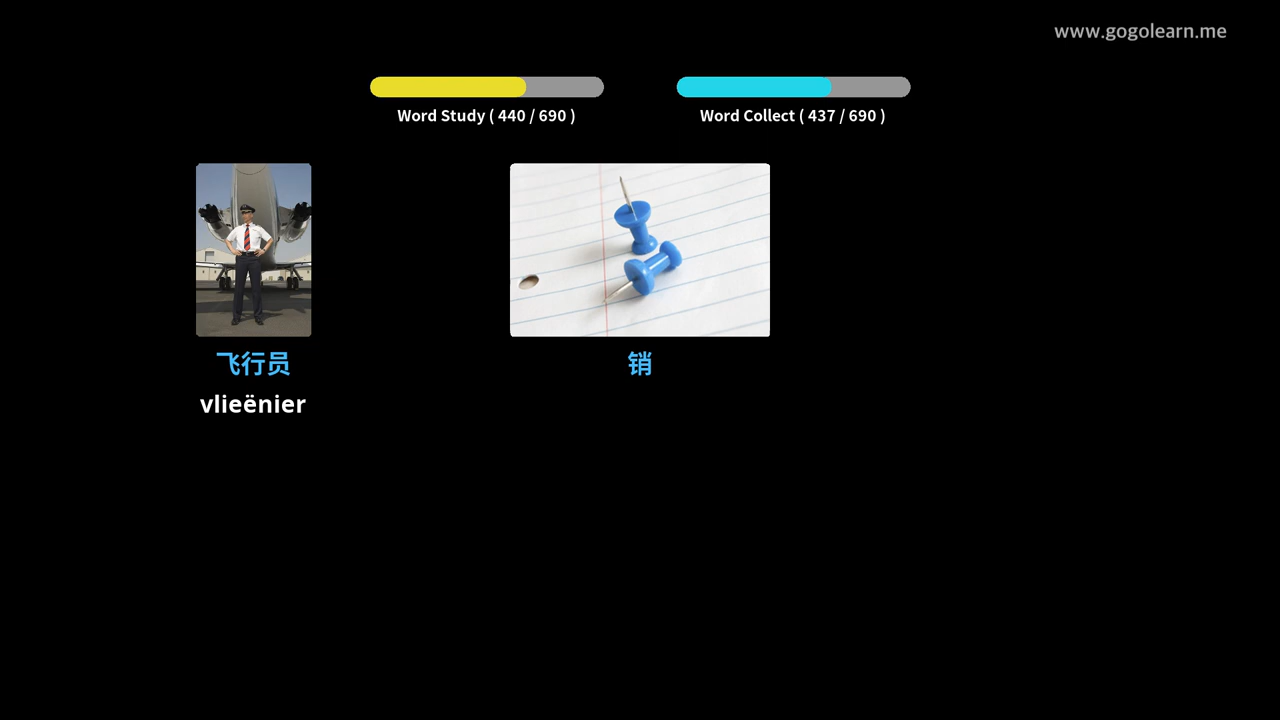 www.gogolearn.me
Word Study ( 440 / 690 )
Word Collect ( 437 / 690 )
飞行员
销
vlieënier